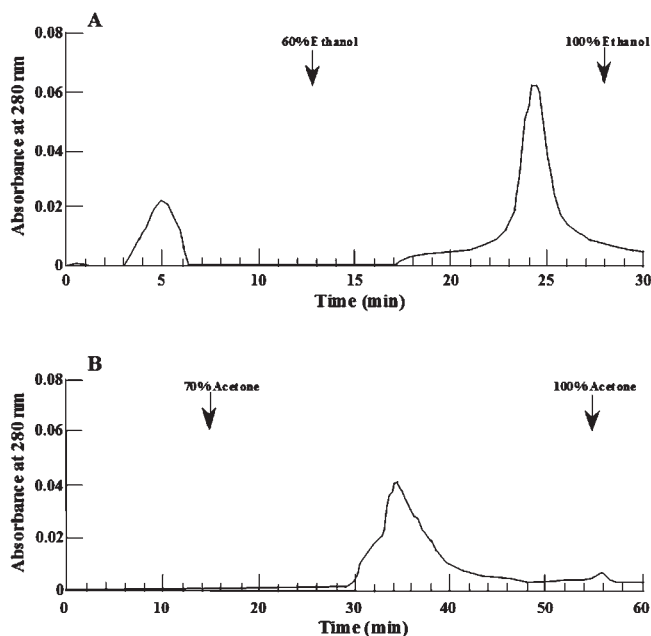 A
0.08
0.06
0.04
0.02
0
Absorbance at 280 nm
60% Ethanol
100% Ethanol
0 5 10 15 20 25 30
Time (min)
B
0.08
0.06
0.04
0.02
0
Absorbance at 280 nm
70% Acetone
100% Acetone
0 20 30 40 50 60
Time (min)